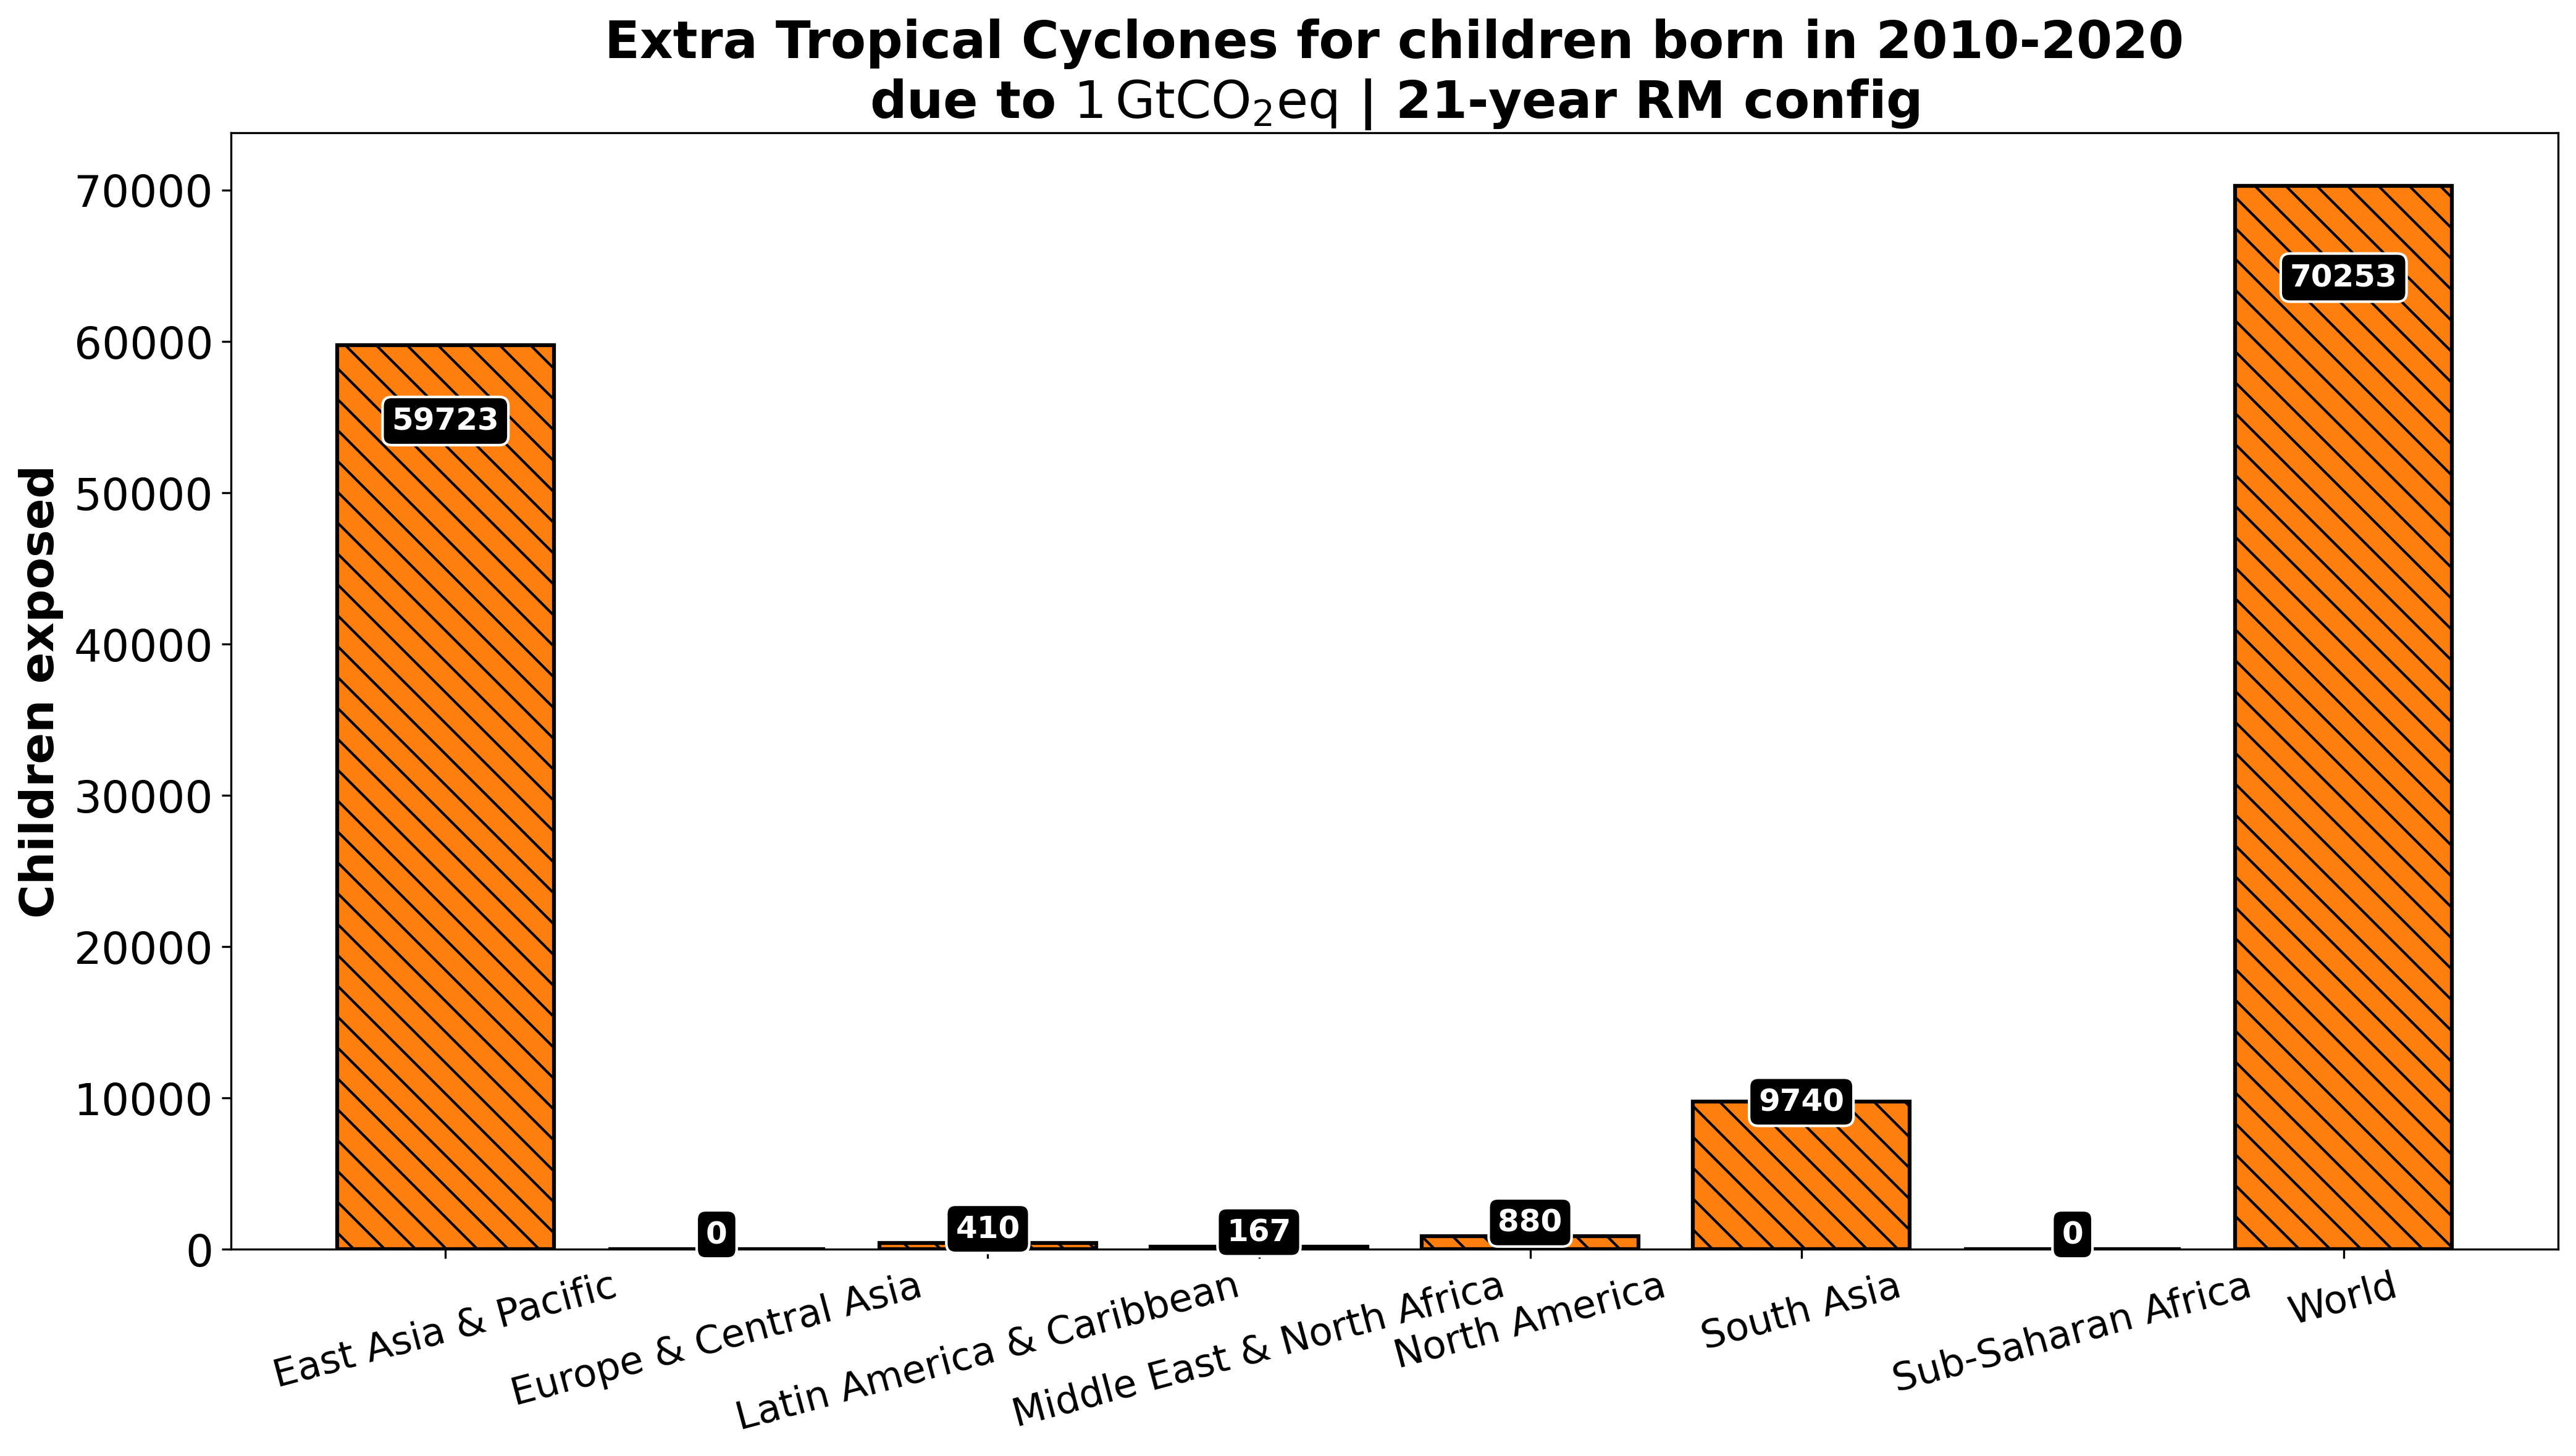 Extra Tropical Cyclones for children born in 2010-2020
due to 1 GtCO₂eq | 21-year RM config
Children exposed
70000
60000
50000
40000
30000
20000
10000
0
59723
0
410
167
880
9740
0
70253
East Asia & Pacific
Europe & Central Asia
Latin America & Caribbean
Middle East & North Africa
North America
South Asia
Sub-Saharan Africa
World